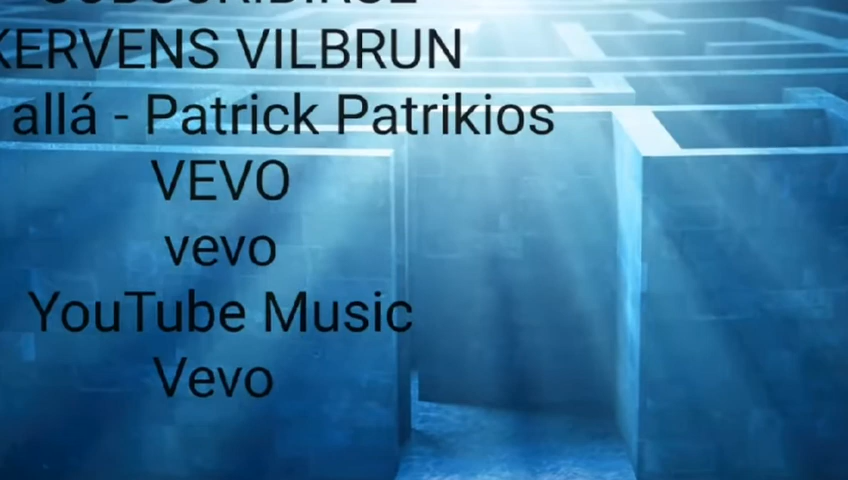 KERVENS VILBRUN
allá - Patrick Patrikios
VEVO
vevo
YouTube Music
Vevo